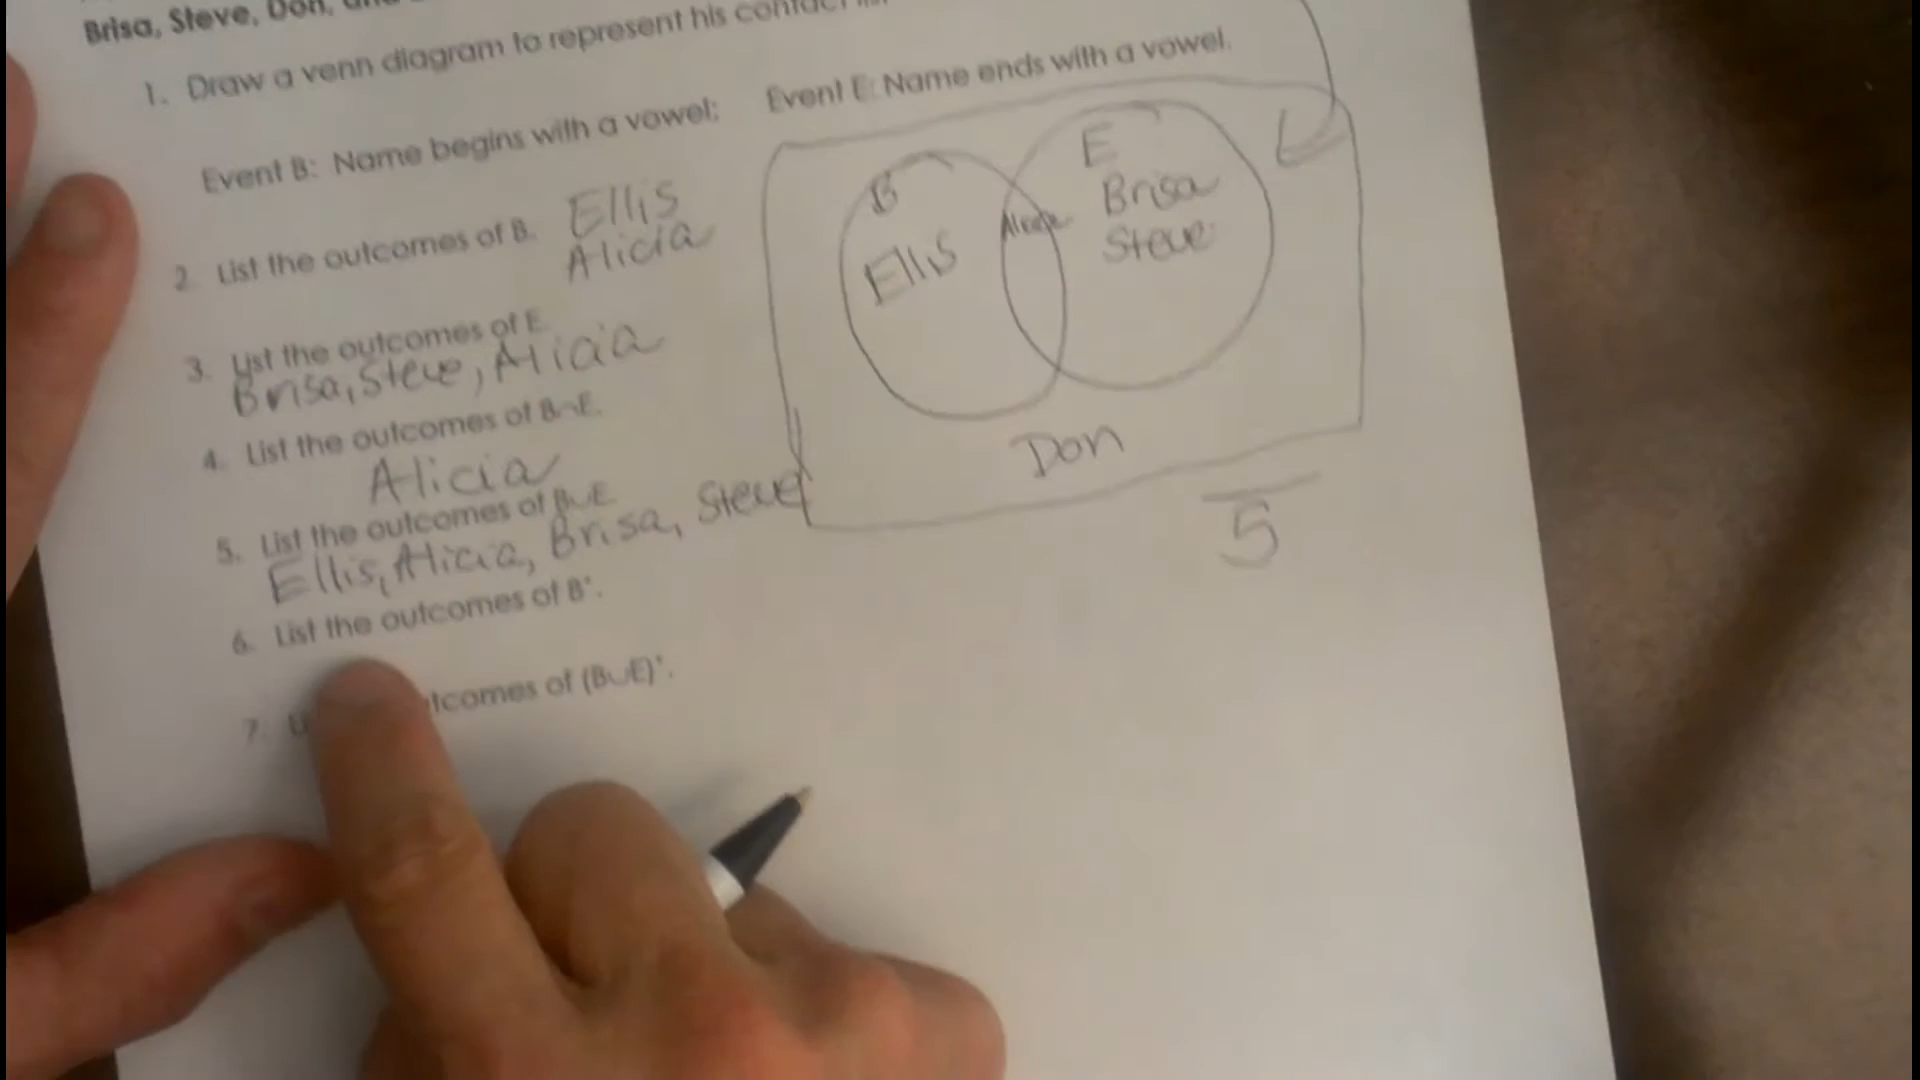 Brisa, Steve, Don,
1. Draw a venn diagram to represent his
Event B: Name begins with a vowel; Event E: Name ends with a vowel.
2. List the outcomes of B. Ellis
Alicia
3. List the outcomes of E.
Brisa, Steve, Alicia
4. List the outcomes of B∩E.
Alicia
5. List the outcomes of B∪E
Ellis, Alicia, Brisa, Steve
6. List the outcomes of B'.
7. of (B∪E)'.
B
Ellis
Alicia
E
Brisa
Steve
Don
5